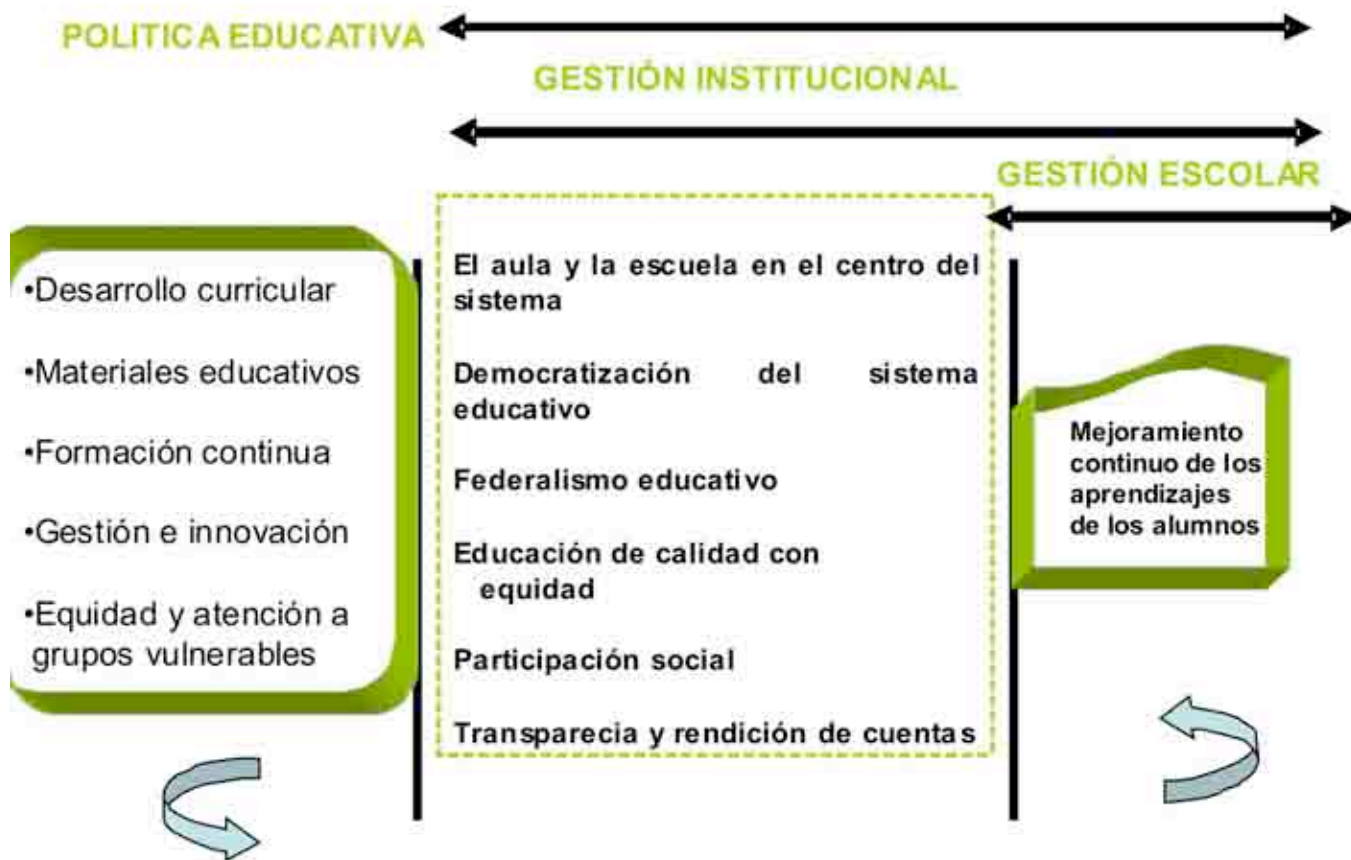 POLITICA EDUCATIVA
GESTIÓN INSTITUCIONAL
GESTIÓN ESCOLAR
•Desarrollo curricular
•Materiales educativos
•Formación continua
•Gestión e innovación
•Equidad y atención a
grupos vulnerables
El aula y la escuela en el centro del
sistema
Democratización del sistema
educativo
Federalismo educativo
Educación de calidad con
equidad
Participación social
Transparecia y rendición de cuentas
Mejoramiento
continuo de los
aprendizajes
de los alumnos